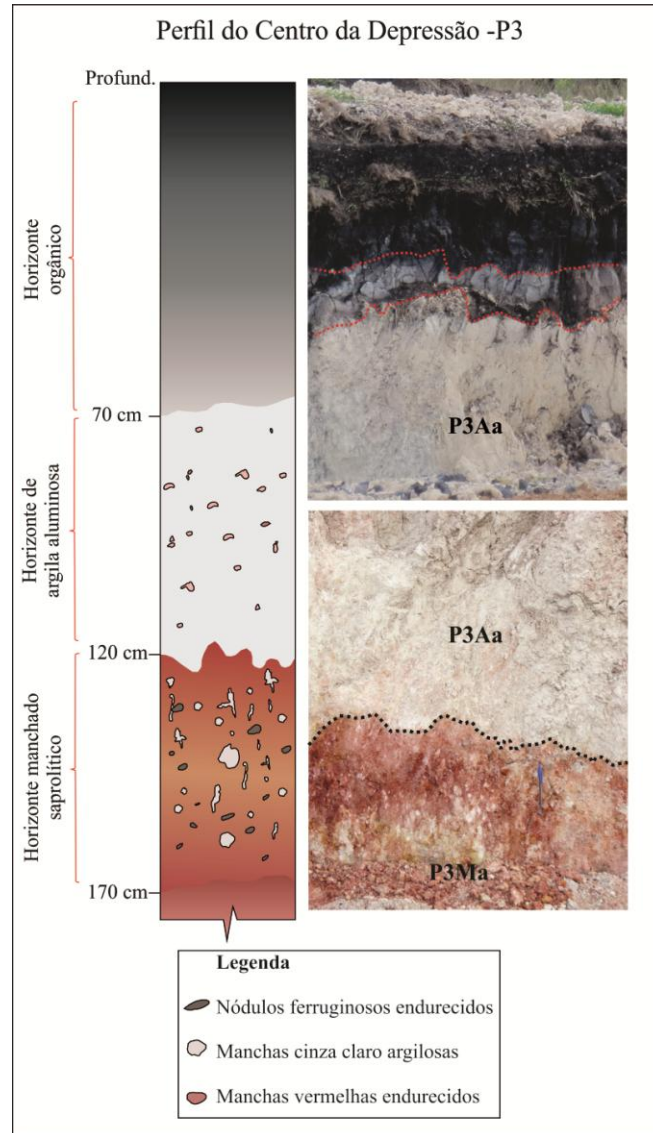 Perfil do Centro da Depressão -P3
Profund.
Horizonte
orgânico
70 cm
Horizonte de
argila aluminosa
120 cm
Horizonte manchado
saprolítico
170 cm
P3Aa
P3Aa
P3Ma
Legenda
Nódulos ferruginosos endurecidos
Manchas cinza claro argilosas
Manchas vermelhas endurecidos